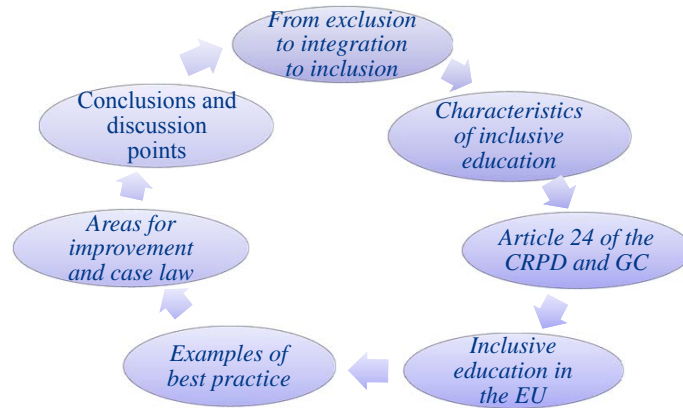 From exclusion
to integration
to inclusion
Characteristics
of inclusive
education
Article 24 of the
CRPD and GC
Inclusive
education in
the EU
Examples of
best practice
Areas for
improvement
and case law
Conclusions and
discussion
points